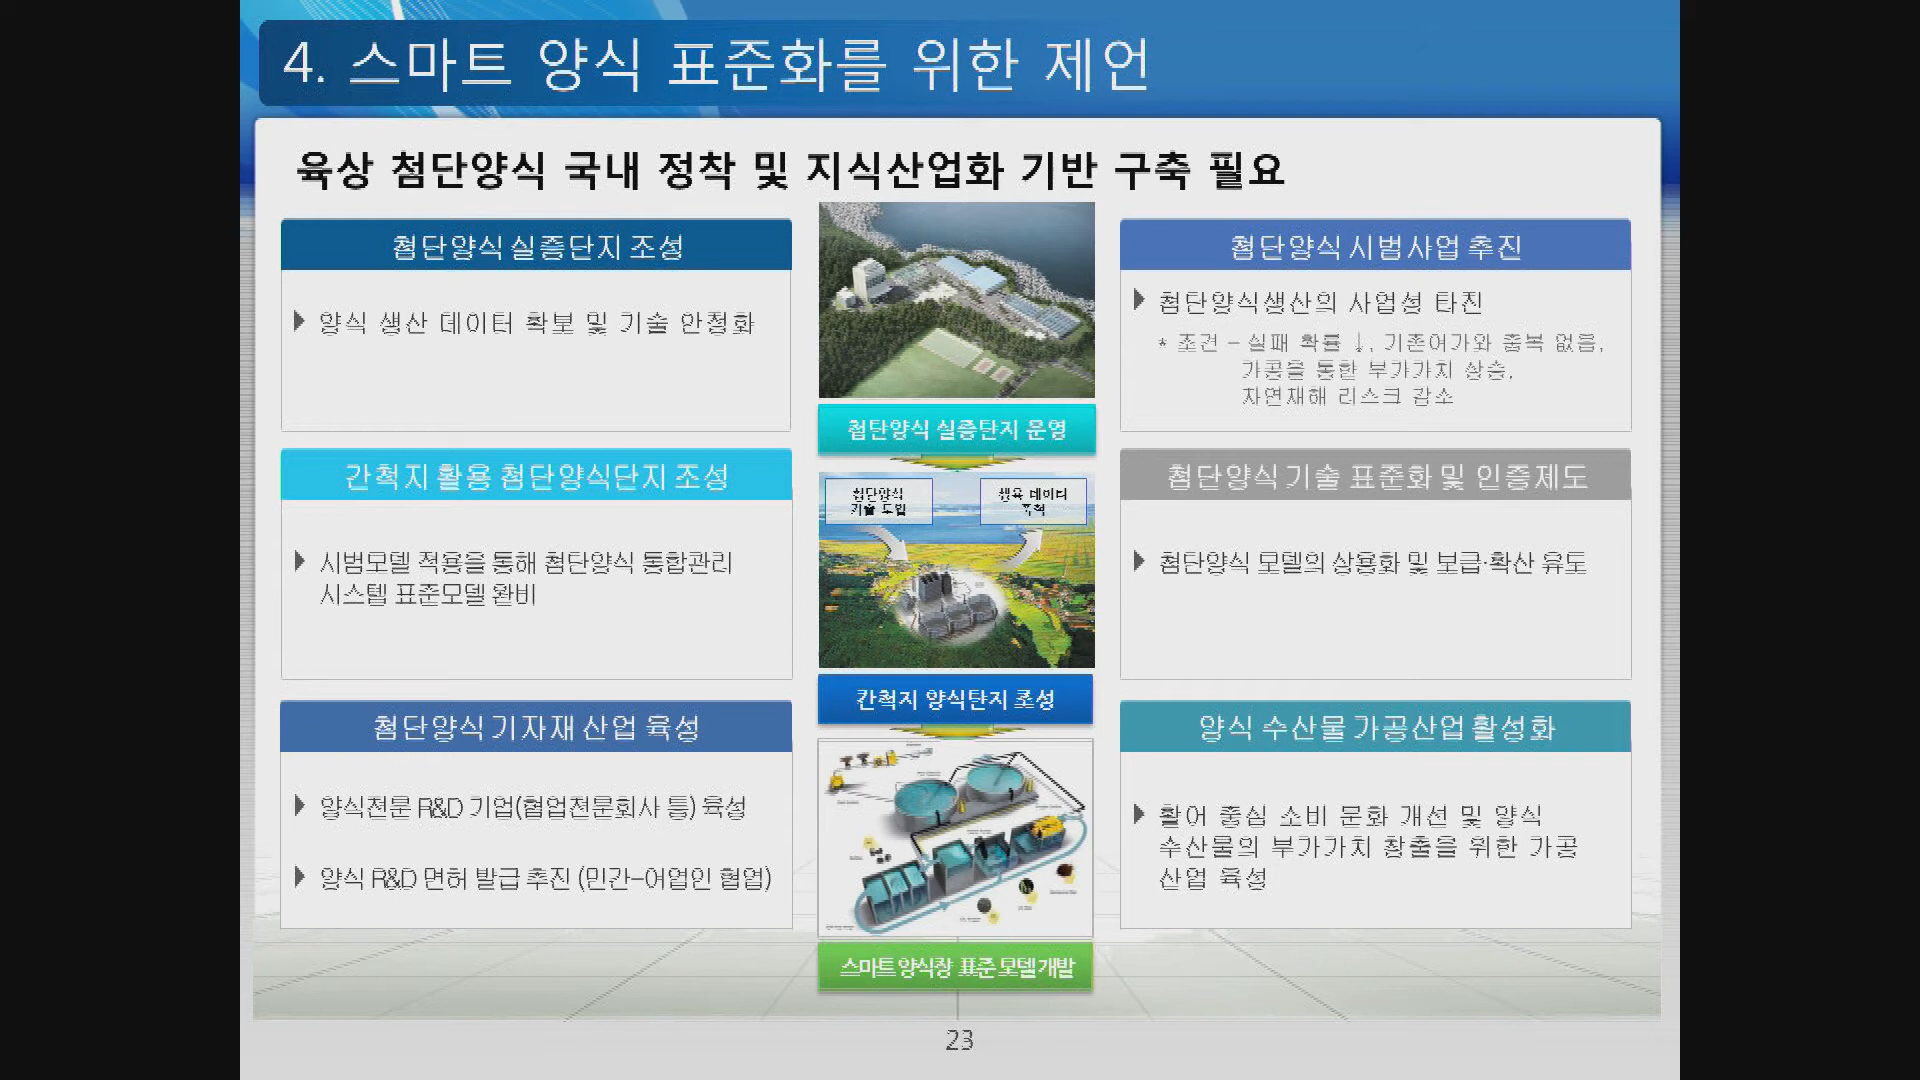 4. 스마트 양식 표준화를 위한 제언
육상 첨단양식 국내 정착 및 지식산업화 기반 구축 필요
첨단양식 실증단지 조성
양식 생산 데이터 확보 및 기술 안정화
간척지 활용 첨단양식단지 조성
시범모델 적용을 통해 첨단양식 통합관리
시스템 표준모델 완비
첨단양식 기자재 산업 육성
양식전문 R&D 기업(협업전문회사 등) 육성
양식 R&D 면허 발급 추진 (민간-어업인 협업)
첨단양식 실증단지 운영
첨단양식
기술 도입
생육 데이터
축척
간척지 양식단지 조성
스마트 양식장 표준 모델 개발
첨단양식 시범사업 추진
첨단양식생산의 사업성 타진
* 조건 - 실패 확률 ↓, 기존어가와 중복 없음,
가공을 통한 부가가치 상승,
자연재해 리스크 감소
첨단양식 기술 표준화 및 인증제도
첨단양식 모델의 상용화 및 보급·확산 유도
양식 수산물 가공산업 활성화
활어 중심 소비 문화 개선 및 양식
수산물의 부가가치 창출을 위한 가공
산업 육성
23